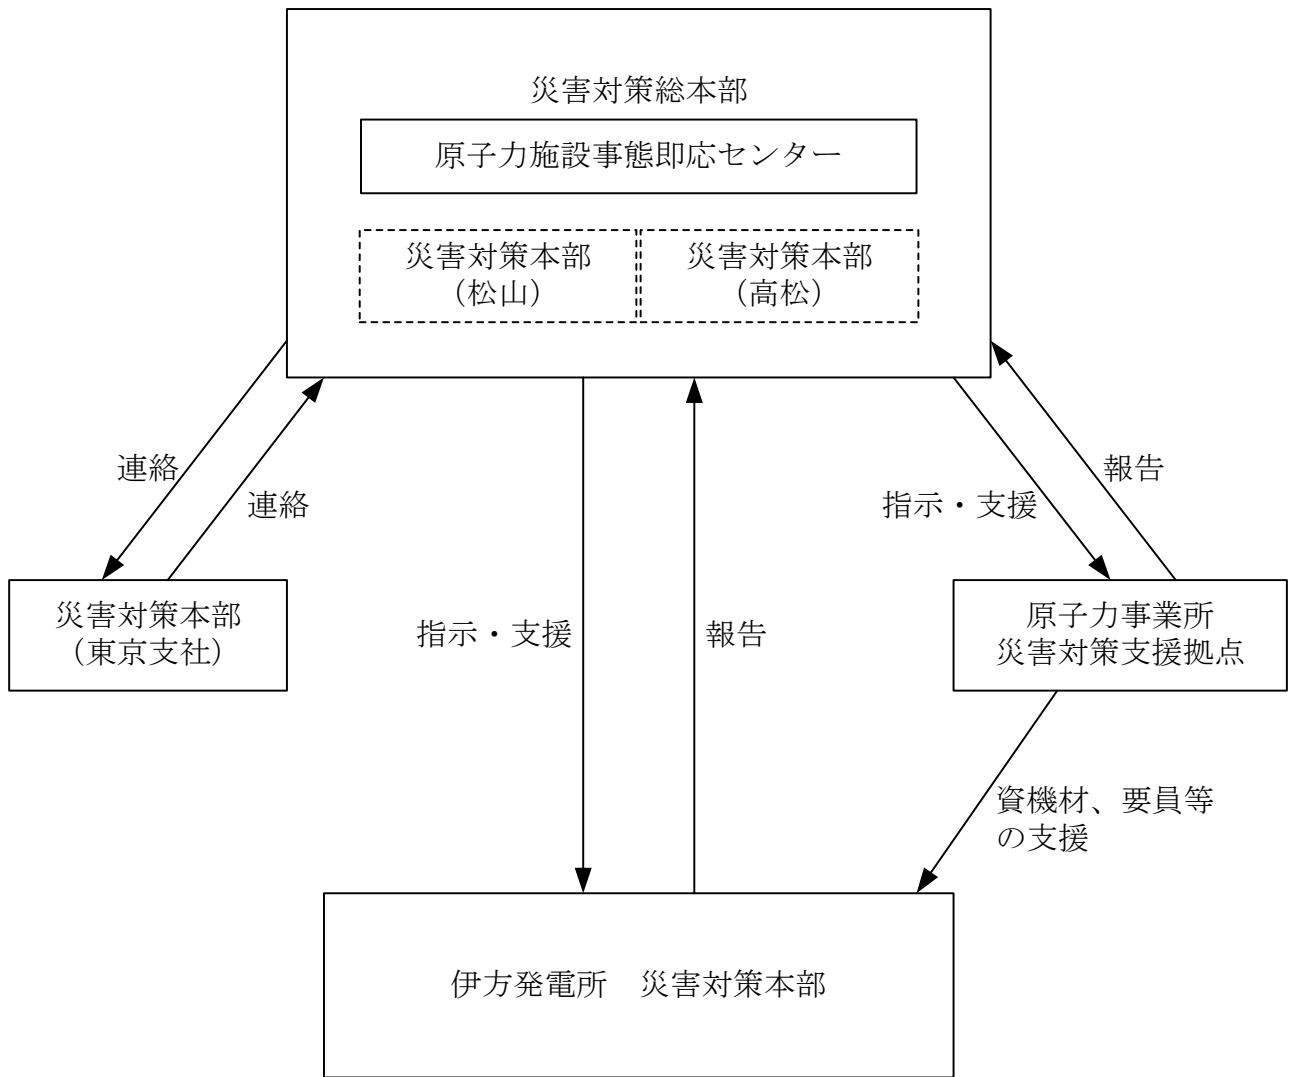 災害対策総本部
原子力施設事態即応センター
災害対策本部
（松山）
災害対策本部
（高松）
連絡
連絡
指示・支援
報告
災害対策本部
（東京支社）
指示・支援
報告
原子力事業所
災害対策支援拠点
資機材、要員等
の支援
伊方発電所　災害対策本部